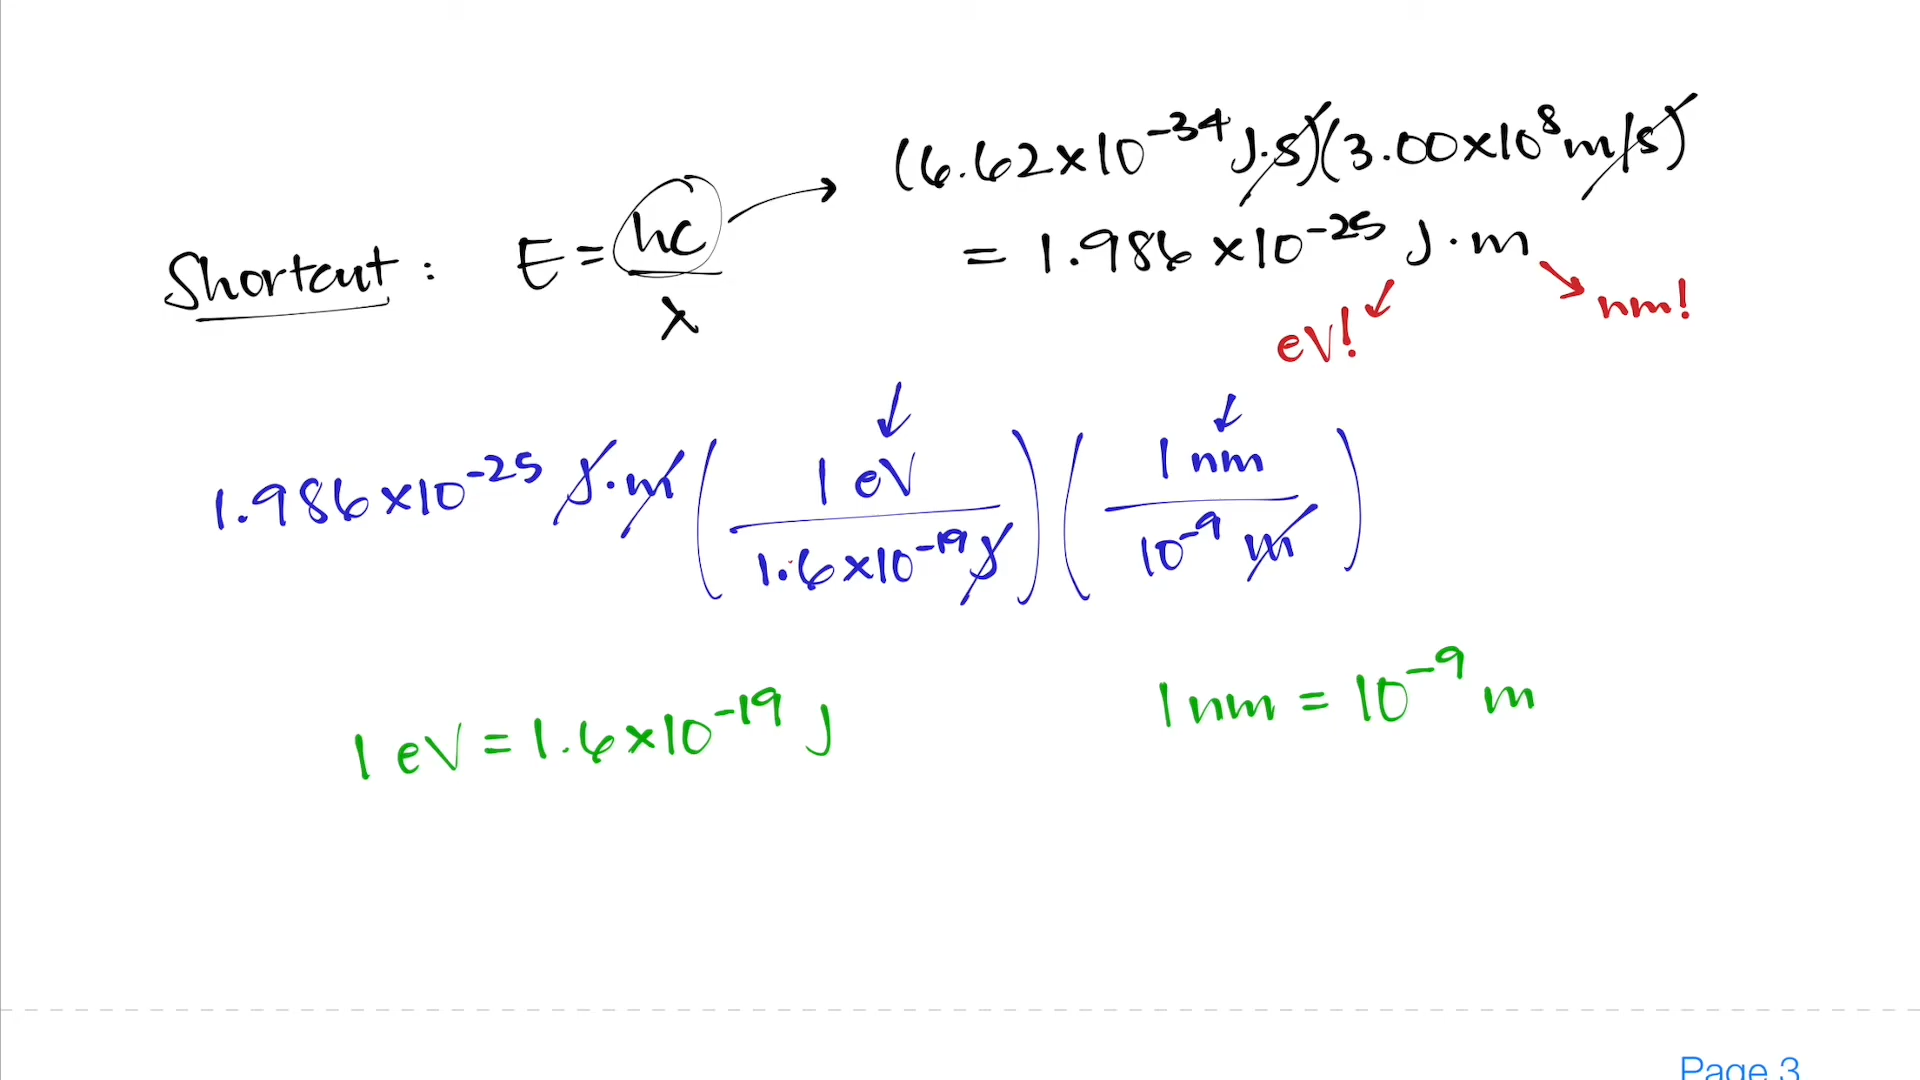 (6.62x10^-34 J·s)(3.00x10^8 m/s)
Shortcut : E = hc/λ
= 1.986 x10^-25 J·m
eV! nm!
1.986x10^-25 J·m (1 eV / 1.6x10^-19 J) (1 nm / 10^-9 m)
1 eV = 1.6x10^-19 J
1 nm = 10^-9 m
Page 3